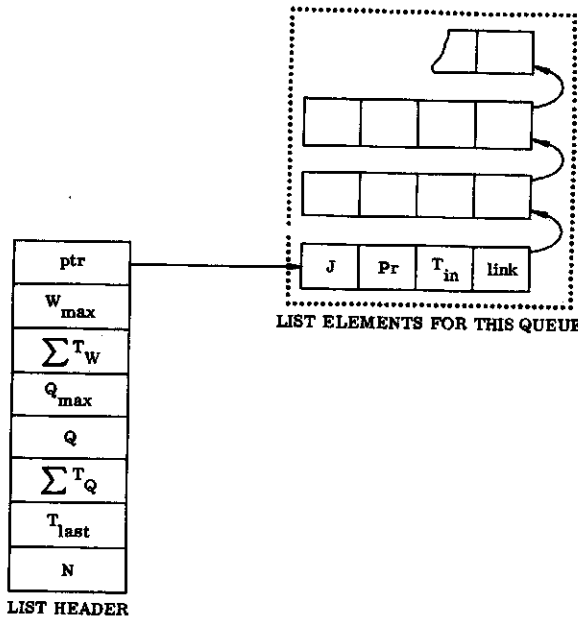 J Pr T_in link
LIST ELEMENTS FOR THIS QUEUE
ptr
W_max
∑ T_W
Q_max
Q
∑ T_Q
T_last
N
LIST HEADER